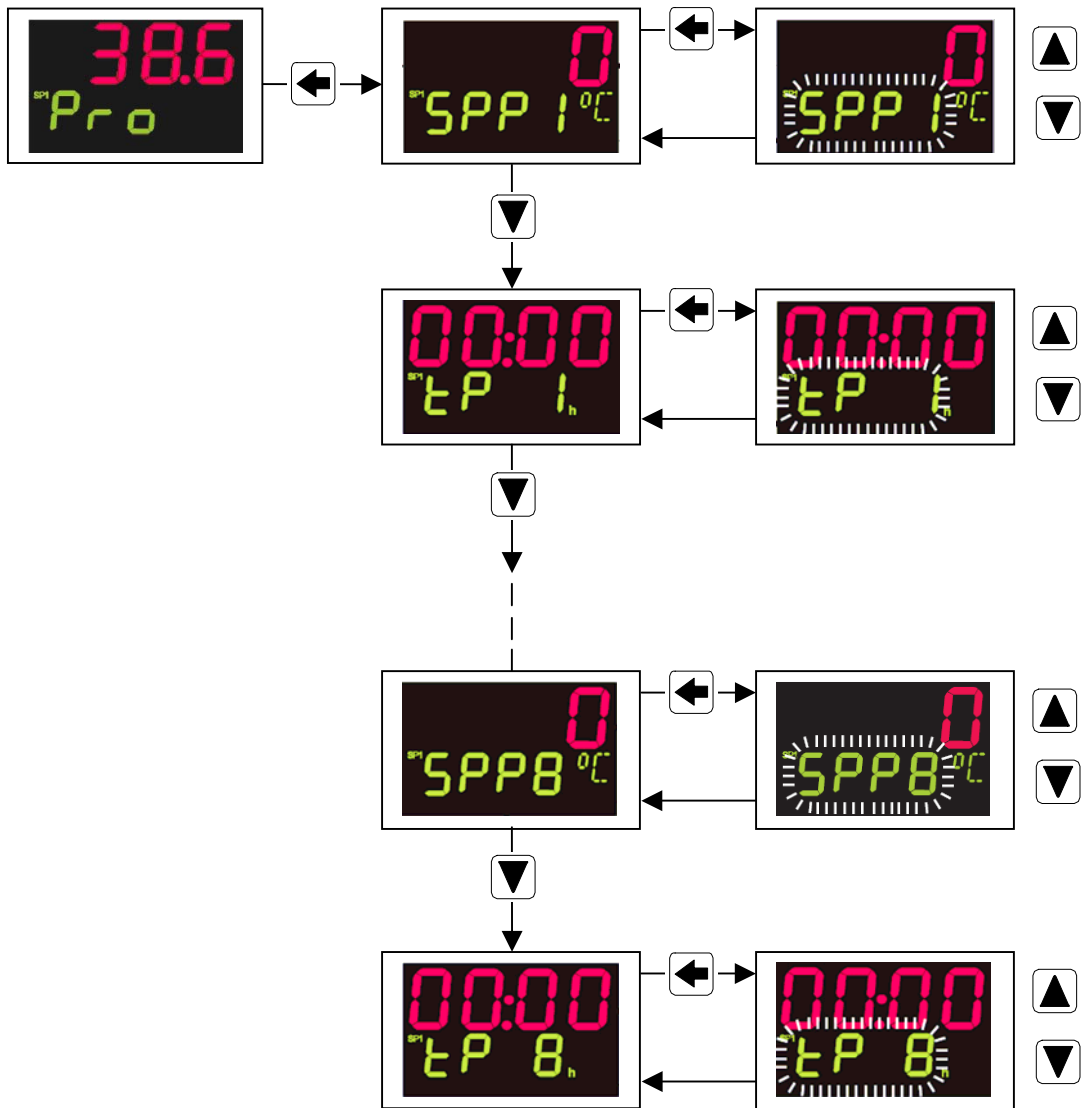 38.6
SP1 Pro
0
SP1 SPP1 °C
0
SP1 SPP1 °C
00:00
SP1 tP 1 h
00:00
SP1 tP 1 h
0
SP1 SPP8 °C
0
SP1 SPP8 °C
00:00
SP1 tP 8 h
00:00
SP1 tP 8 h